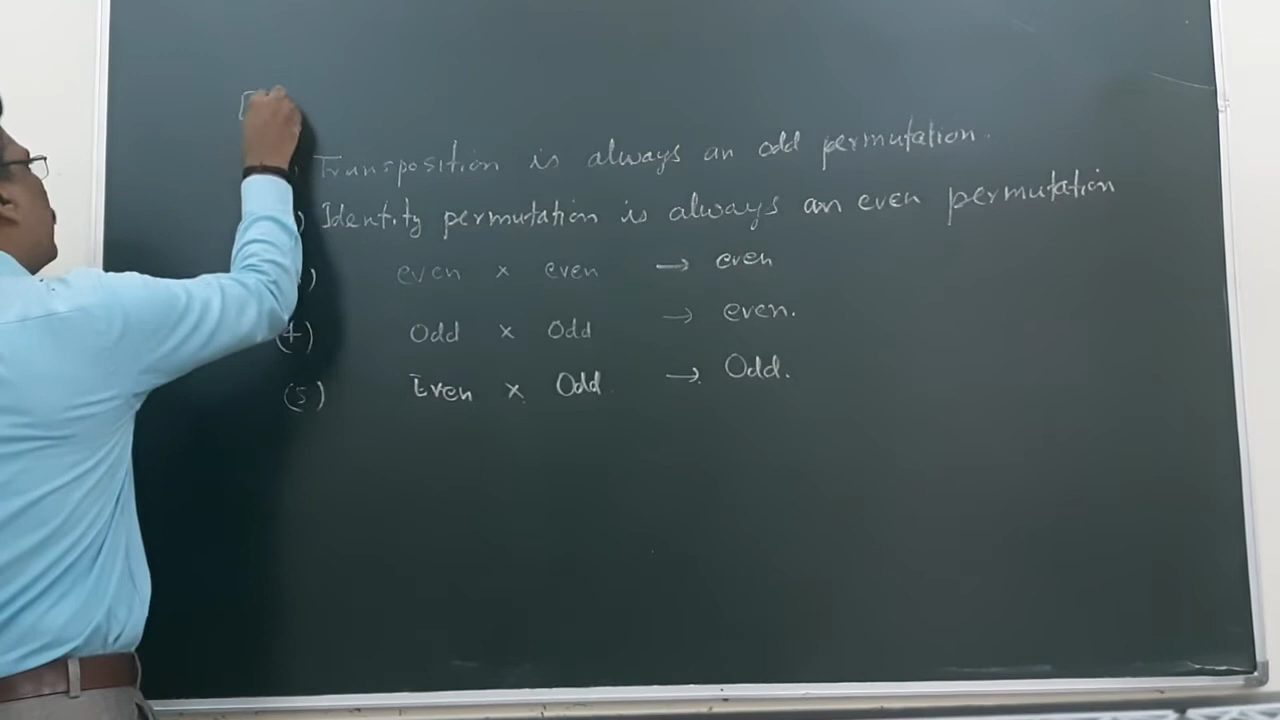 Transposition is always an odd permutation.
) Identity permutation is always an even permutation
) even × even → even
(4) Odd × Odd → even.
(5) Even × Odd → Odd.